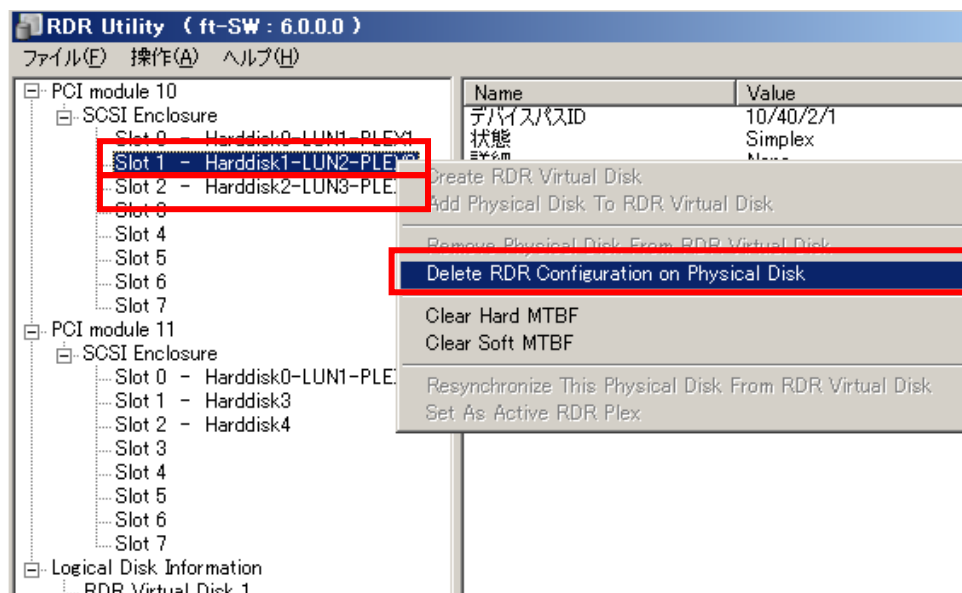 RDR Utility （ ft-SW : 6.0.0.0 ）
ファイル(F) 操作(A) ヘルプ(H)
PCI module 10
SCSI Enclosure
Slot 0 - Harddisk0-LUN1-PLEX1
Slot 1 - Harddisk1-LUN2-PLEX
Slot 2 - Harddisk2-LUN3-PLE
Slot 3
Slot 4
Slot 5
Slot 6
Slot 7
PCI module 11
SCSI Enclosure
Slot 0 - Harddisk0-LUN1-PLE
Slot 1 - Harddisk3
Slot 2 - Harddisk4
Slot 3
Slot 4
Slot 5
Slot 6
Slot 7
Logical Disk Information
RDR Virtual Disk 1
Name Value
デバイスパスID 10/40/2/1
状態 Simplex
詳細 None
Create RDR Virtual Disk
Add Physical Disk To RDR Virtual Disk
Remove Physical Disk From RDR Virtual Disk
Delete RDR Configuration on Physical Disk
Clear Hard MTBF
Clear Soft MTBF
Resynchronize This Physical Disk From RDR Virtual Disk
Set As Active RDR Plex